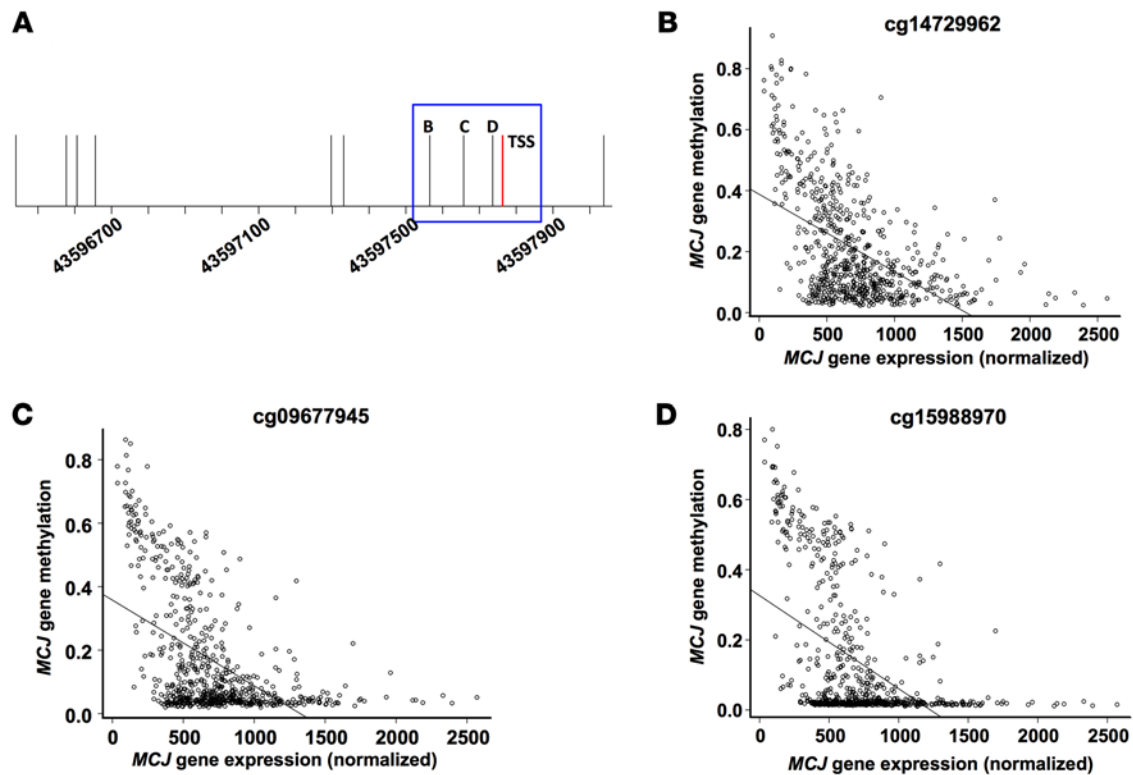 A
B C D TSS
43596700 43597100 43597500 43597900
B
cg14729962
MCJ gene methylation
0.8
0.6
0.4
0.2
0.0
0 500 1000 1500 2000 2500
MCJ gene expression (normalized)
C
cg09677945
MCJ gene methylation
0.8
0.6
0.4
0.2
0.0
0 500 1000 1500 2000 2500
MCJ gene expression (normalized)
D
cg15988970
MCJ gene methylation
0.8
0.6
0.4
0.2
0.0
0 500 1000 1500 2000 2500
MCJ gene expression (normalized)